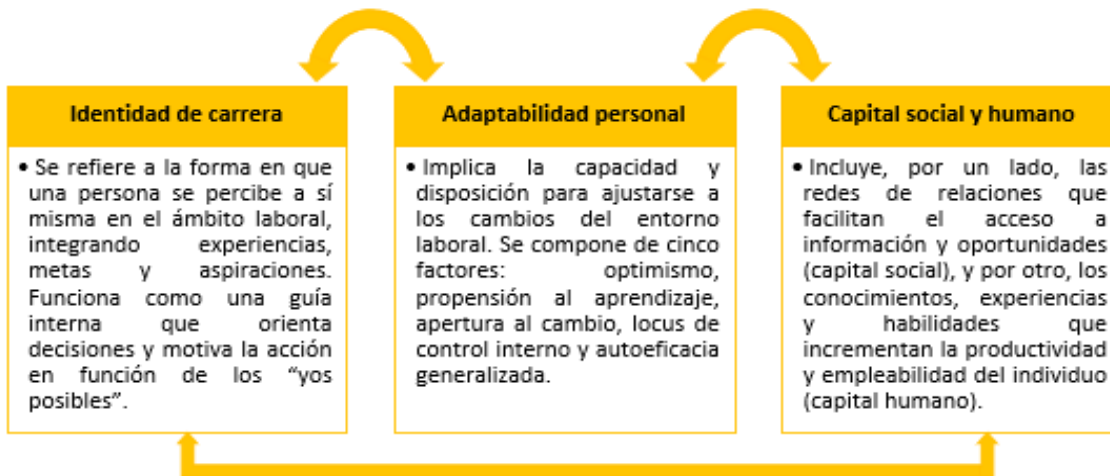 Identidad de carrera
• Se refiere a la forma en que
una persona se percibe a sí
misma en el ámbito laboral,
integrando experiencias,
metas y aspiraciones.
Funciona como una guía
interna que orienta
decisiones y motiva la acción
en función de los “yos
posibles”.
Adaptabilidad personal
• Implica la capacidad y
disposición para ajustarse a
los cambios del entorno
laboral. Se compone de cinco
factores: optimismo,
propensión al aprendizaje,
apertura al cambio, locus de
control interno y autoeficacia
generalizada.
Capital social y humano
• Incluye, por un lado, las
redes de relaciones que
facilitan el acceso a
información y oportunidades
(capital social), y por otro, los
conocimientos, experiencias
y habilidades que
incrementan la productividad
y empleabilidad del individuo
(capital humano).